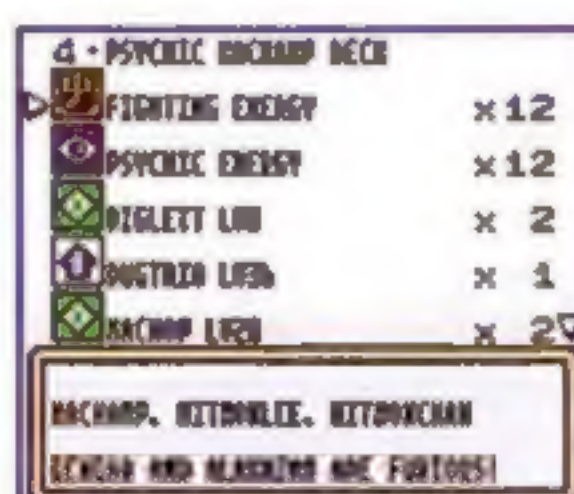 4 · PSYCHIC MACHAMP DECK
FIGHTING ENERGY ×12
PSYCHIC ENERGY ×12
DIGLETT × 2
DUGTRIO × 1
MACHOP × 2
MACHAMP, HITMONLEE, HITMONCHAN
AND ALAKAZAM ARE FURIOUS!